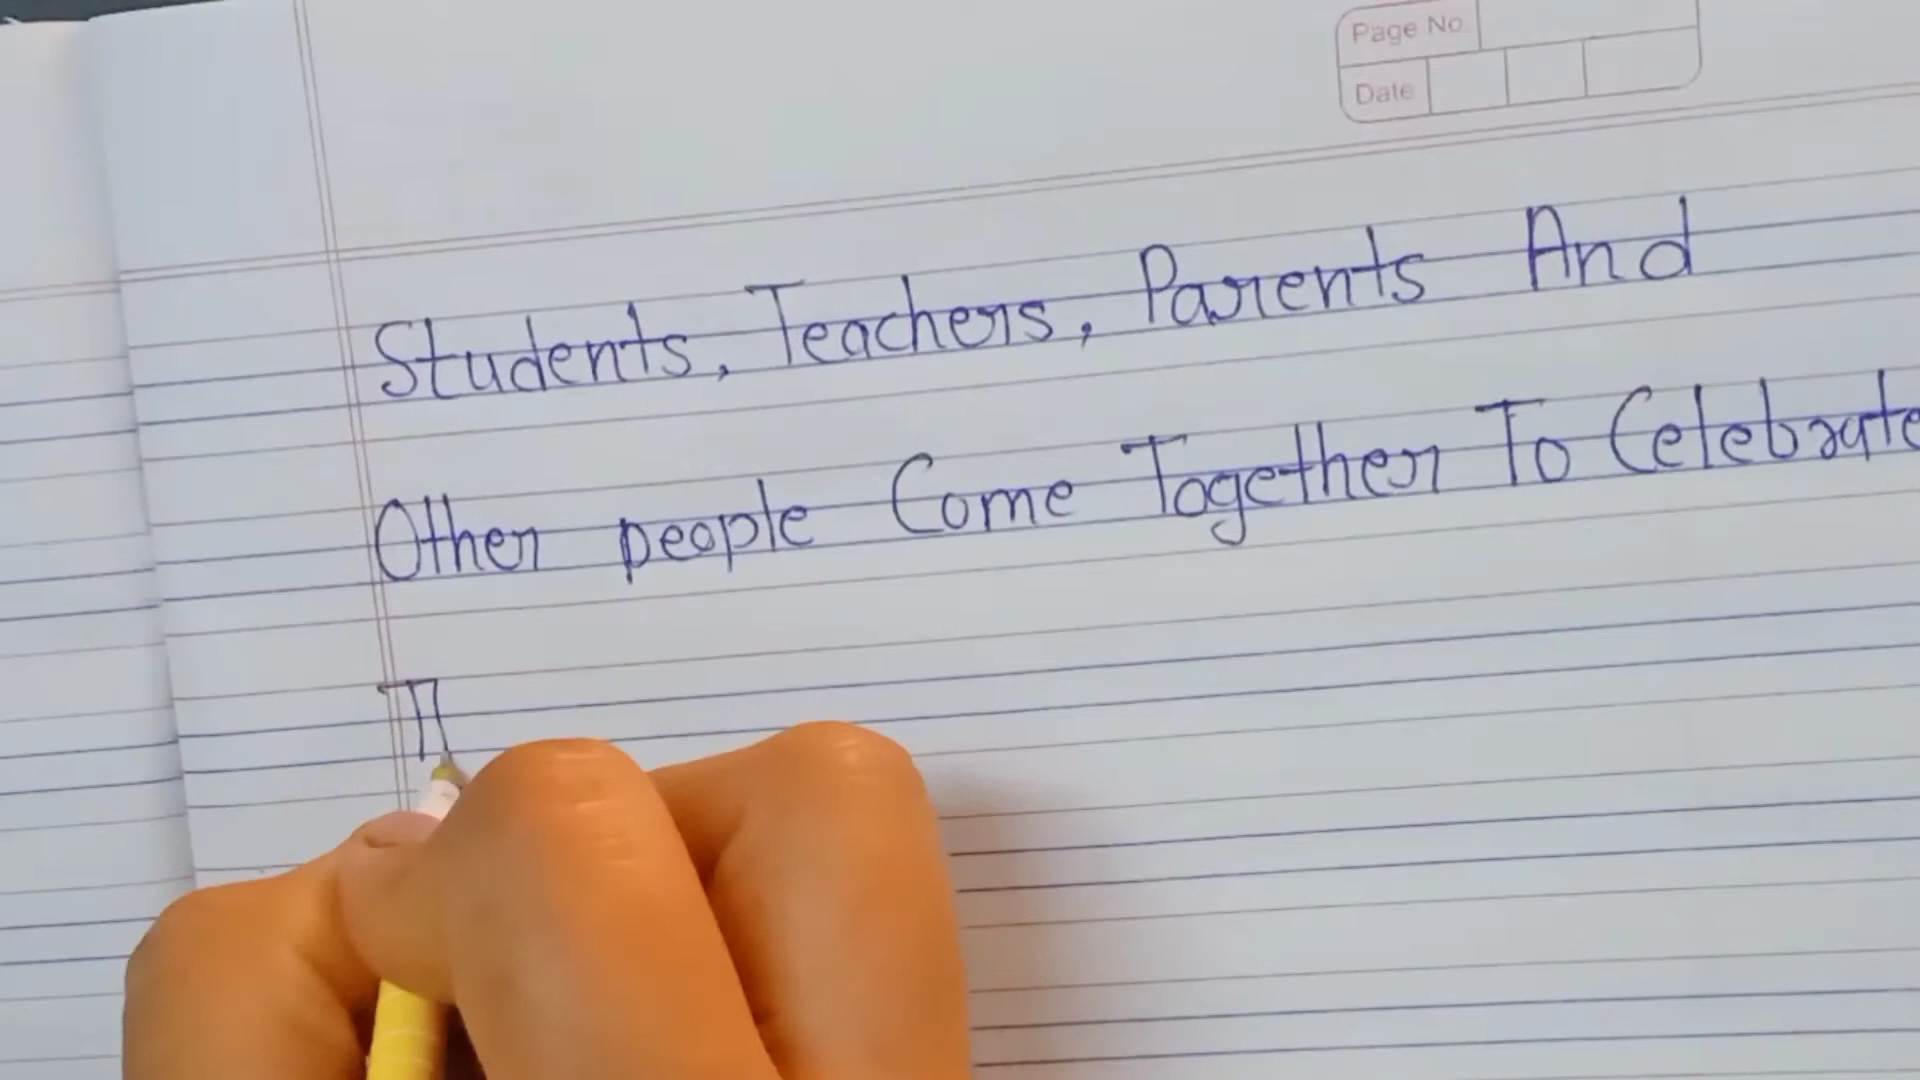 Page No
Date
Students, Teachers, Parents And
Other people Come Together To Celebrate
T